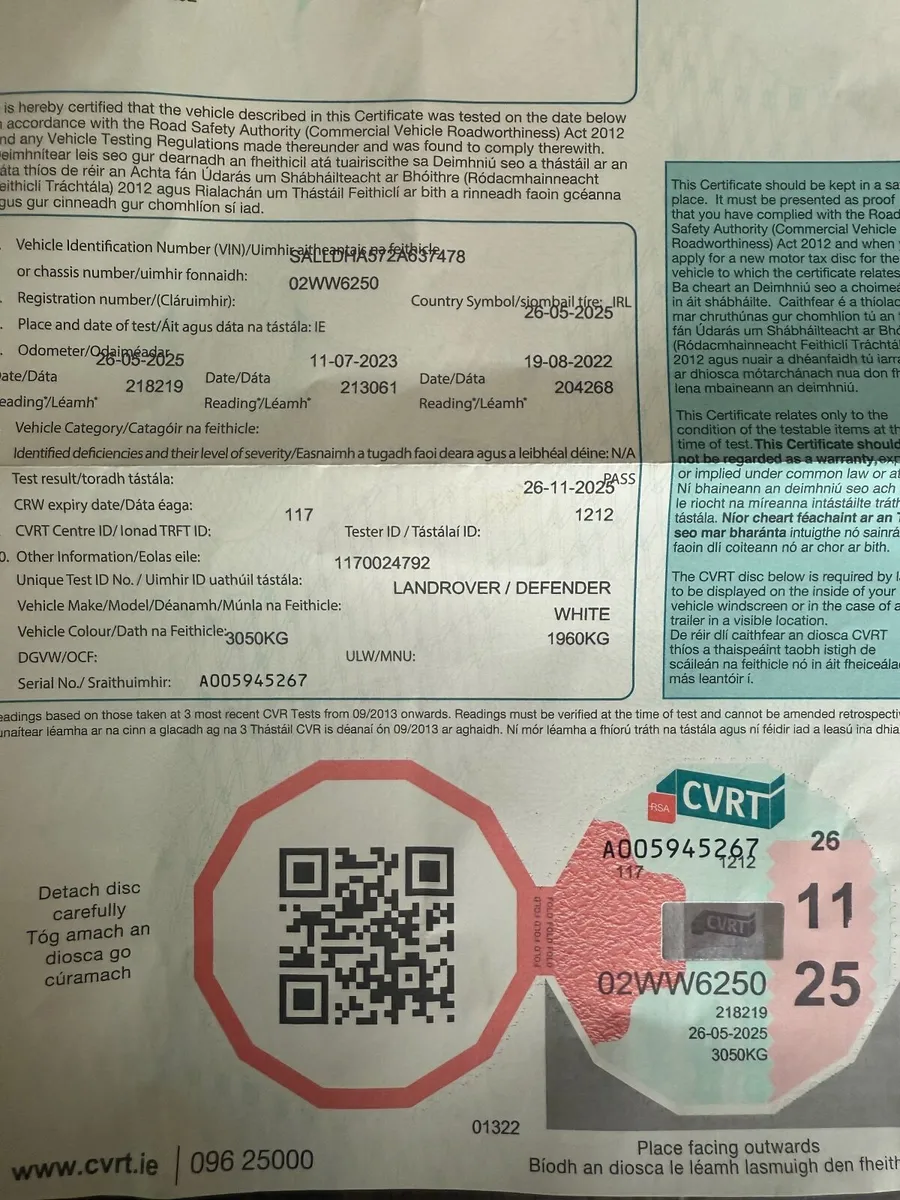 is hereby certified that the vehicle described in this Certificate was tested on the date below
accordance with the Road Safety Authority (Commercial Vehicle Roadworthiness) Act 2012
nd any Vehicle Testing Regulations made thereunder and was found to comply therewith.
eimhnítear leis seo gur dearnadh an fheithicil atá tuairiscithe sa Deimhniú seo a thástáil ar an
áta thíos de réir an Achta fán Údarás um Shábháilteacht ar Bhóithre (Ródacmhainneacht
eithiclí Tráchtála) 2012 agus Rialachán um Thástáil Feithiclí ar bith a rinneadh faoin gcéanna
gus gur cinneadh gur chomhlíon sí iad.
Vehicle Identification Number (VIN)/Uimhir aitheantais na feithicle
SALLDHA572A637478
or chassis number/uimhir fonnaidh:
02WW6250
Registration number/(Cláruimhir):
Country Symbol/siombail tíre: IRL
26-05-2025
Place and date of test/Áit agus dáta na tástála: IE
Odometer/Odaiméadar
26-05-2025 11-07-2023 19-08-2022
ate/Dáta 218219 Date/Dáta 213061 Date/Dáta 204268
eading*/Léamh* Reading*/Léamh* Reading*/Léamh*
Vehicle Category/Catagóir na feithicle:
Identified deficiencies and their level of severity/Easnaimh a tugadh faoi deara agus a leibhéal déine: N/A
Test result/toradh tástála: PASS
26-11-2025
CRW expiry date/Dáta éaga:
117 1212
CVRT Centre ID/ Ionad TRFT ID: Tester ID / Tástálaí ID:
0. Other Information/Eolas eile:
1170024792
Unique Test ID No. / Uimhir ID uathúil tástála:
LANDROVER / DEFENDER
Vehicle Make/Model/Déanamh/Múnla na Feithicle:
WHITE
Vehicle Colour/Dath na Feithicle:
3050KG 1960KG
DGVW/OCF: ULW/MNU:
Serial No./ Sraithuimhir: A005945267
eadings based on those taken at 3 most recent CVR Tests from 09/2013 onwards. Readings must be verified at the time of test and cannot be amended retrospecti
unaítear léamha ar na cinn a glacadh ag na 3 Thástáil CVR is déanaí ón 09/2013 ar aghaidh. Ní mór léamha a fhíorú tráth na tástála agus ní féidir iad a leasú ina dhia
This Certificate should be kept in a sa
place. It must be presented as proof
that you have complied with the Road
Safety Authority (Commercial Vehicle
Roadworthiness) Act 2012 and when
apply for a new motor tax disc for the
vehicle to which the certificate relates
Ba cheart an Deimhniú seo a choimeá
in áit shábháilte. Caithfear é a thíolac
mar chruthúnas gur chomhlíon tú an
fán Údarás um Shábháilteacht ar Bhó
(Ródacmhainneacht Feithiclí Tráchtá
2012 agus nuair a dhéanfaidh tú iarra
ar dhiosca mótarchánach nua don fh
lena mbaineann an deimhniú.
This Certificate relates only to the
condition of the testable items at th
time of test. This Certificate should
not be regarded as a warranty, exp
or implied under common law or at
Ní bhaineann an deimhniú seo ach
le riocht na míreanna intástáilte tráth
tástála. Níor cheart féachaint ar an T
seo mar bharánta intuigthe nó sainrá
faoin dlí coiteann nó ar chor ar bith.
The CVRT disc below is required by l
to be displayed on the inside of your
vehicle windscreen or in the case of a
trailer in a visible location.
De réir dlí caithfear an diosca CVRT
thíos a thaispeáint taobh istigh de
scáileán na feithicle nó in áit fheiceála
más leantóir í.
Detach disc
carefully
Tóg amach an
diosca go
cúramach
FOLD FOLD FOLD
FOLD FOLD FOLD
RSA
CVRT
A005945267
117 1212
26
11
25
CVRT
02WW6250
218219
26-05-2025
3050KG
01322
www.cvrt.ie | 096 25000
Place facing outwards
Bíodh an diosca le léamh lasmuigh den fheith